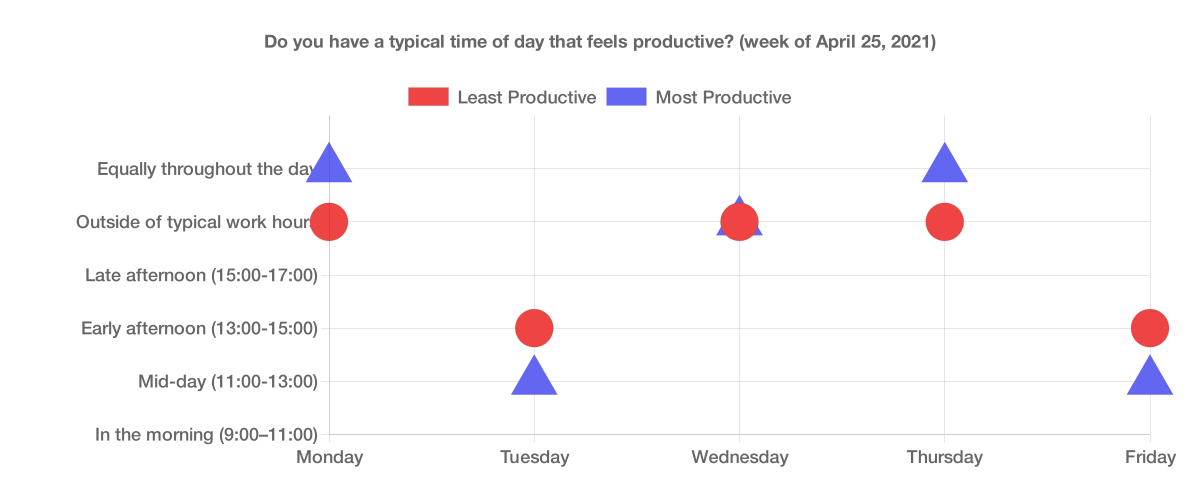 Do you have a typical time of day that feels productive? (week of April 25, 2021)
Least Productive Most Productive
Equally throughout the day
Outside of typical work hours
Late afternoon (15:00-17:00)
Early afternoon (13:00-15:00)
Mid-day (11:00-13:00)
In the morning (9:00–11:00)
Monday Tuesday Wednesday Thursday Friday